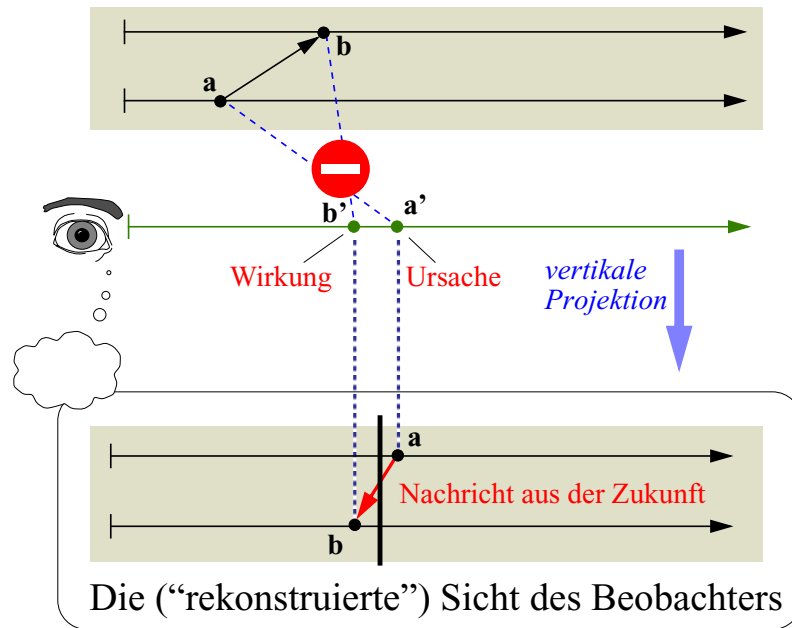 b
a
b’ a’
Wirkung Ursache
vertikale
Projektion
a
Nachricht aus der Zukunft
b
Die (“rekonstruierte”) Sicht des Beobachters